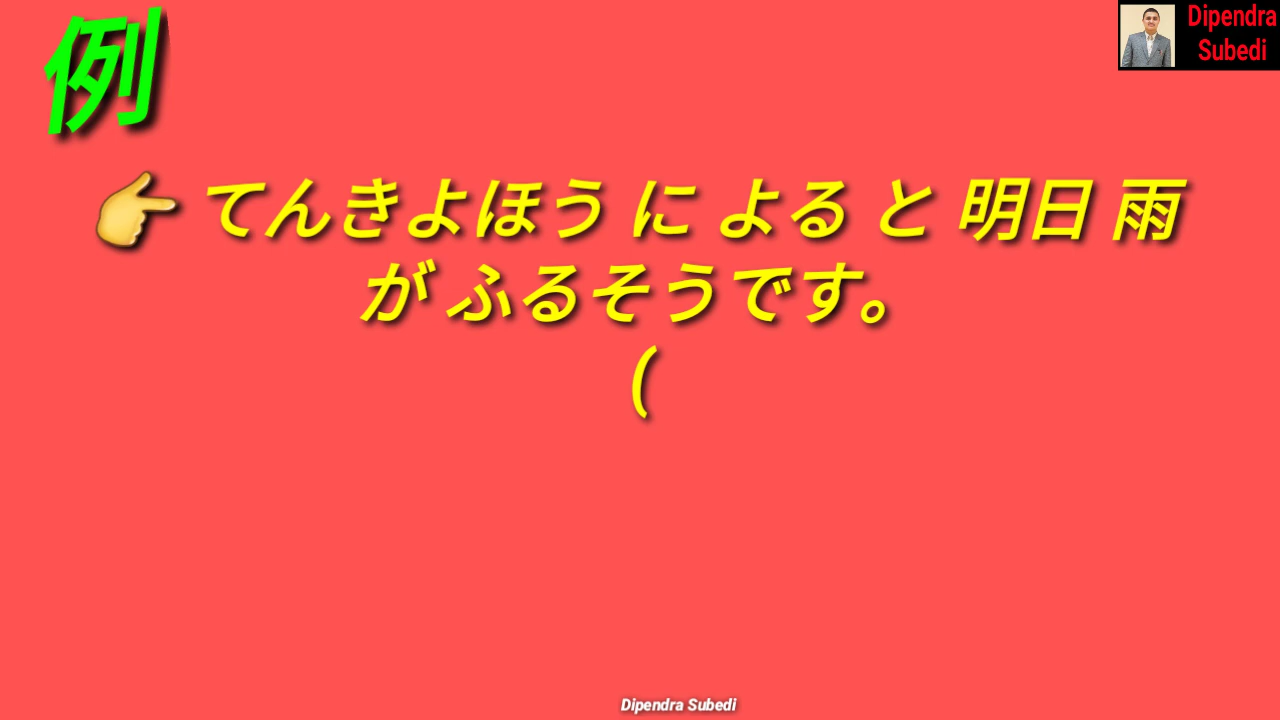 例
Dipendra
Subedi
👉 てんきよほう に よる と 明日 雨
が ふるそうです。
(
Dipendra Subedi